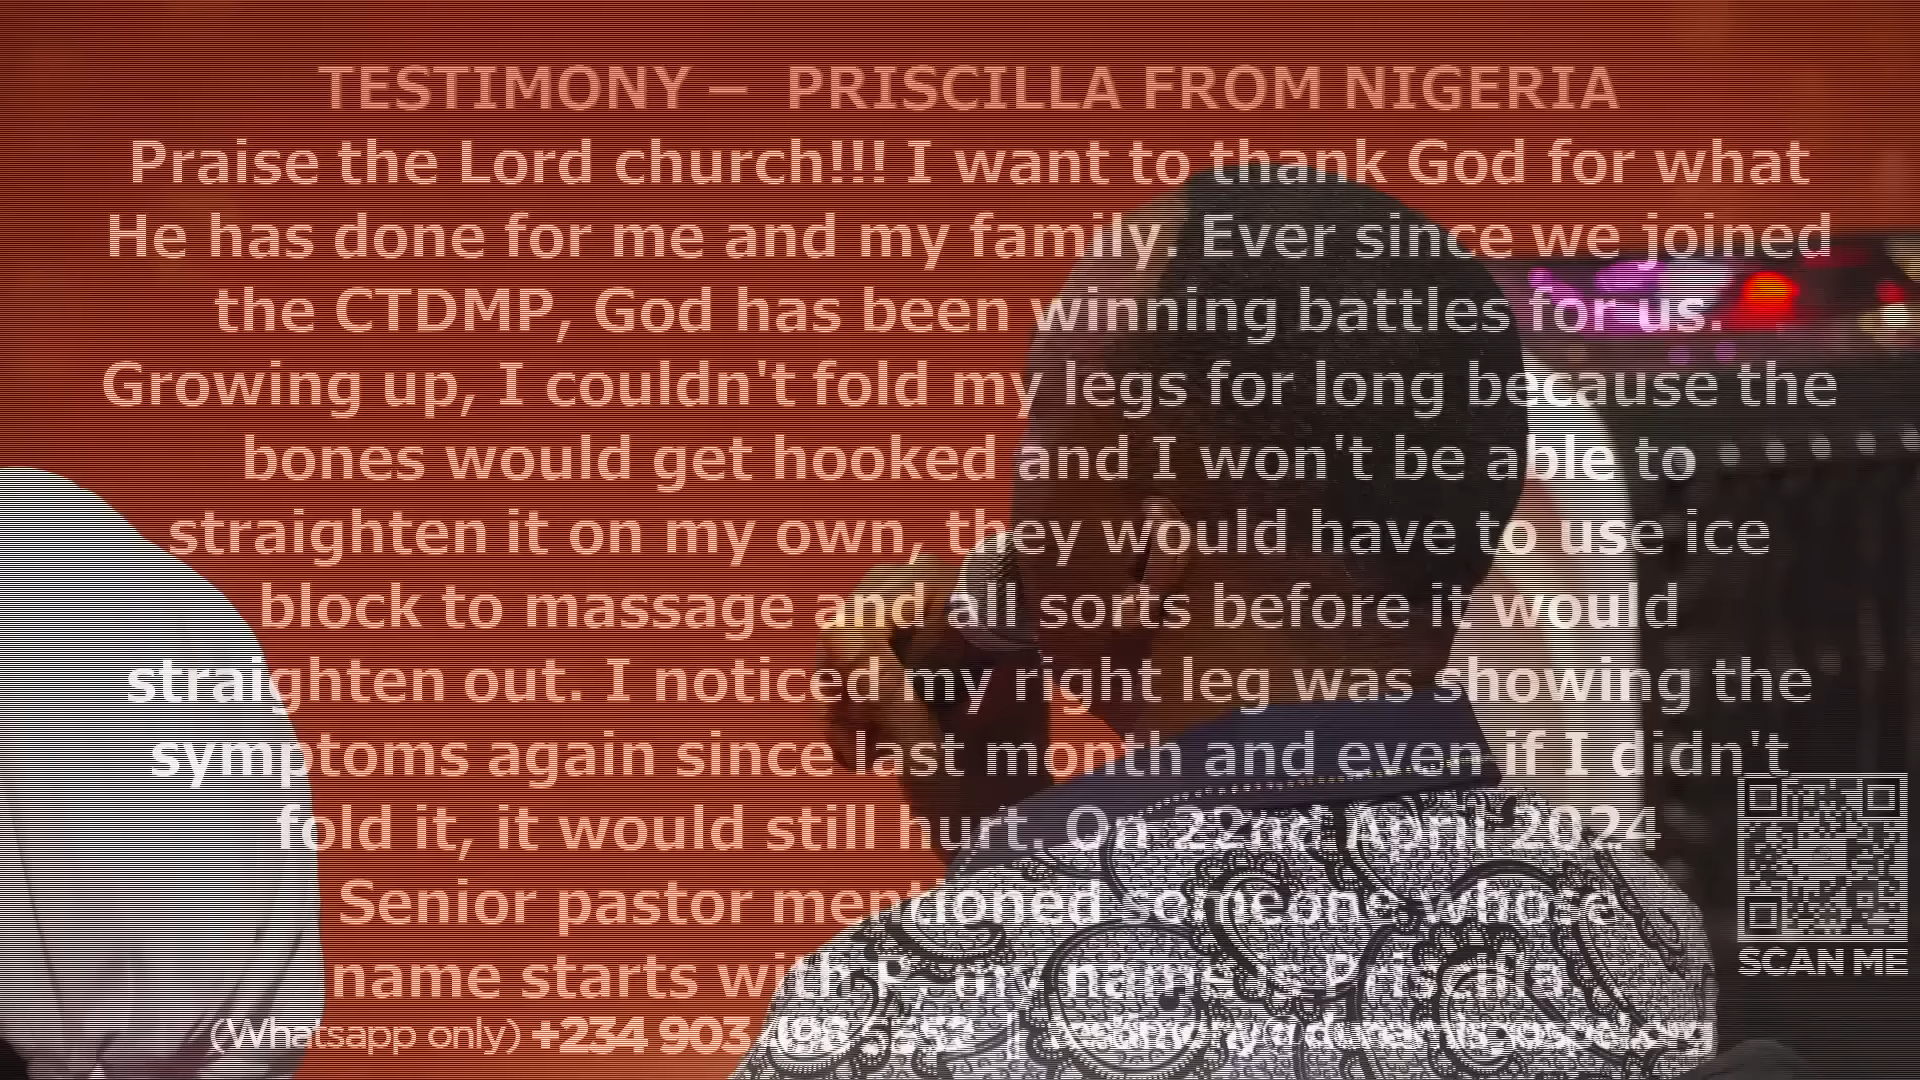 TESTIMONY – PRISCILLA FROM NIGERIA
Praise the Lord church!!! I want to thank God for what
He has done for me and my family. Ever since we joined
the CTDMP, God has been winning battles for us.
Growing up, I couldn't fold my legs for long because the
bones would get hooked and I won't be able to
straighten it on my own, they would have to use ice
block to massage and all sorts before it would
straighten out. I noticed my right leg was showing the
symptoms again since last month and even if I didn't
fold it, it would still hurt. On 22nd April 2024
Senior pastor mentioned someone whose
name starts with P, my name is Priscilla
(Whatsapp only) +234 903
SCAN ME